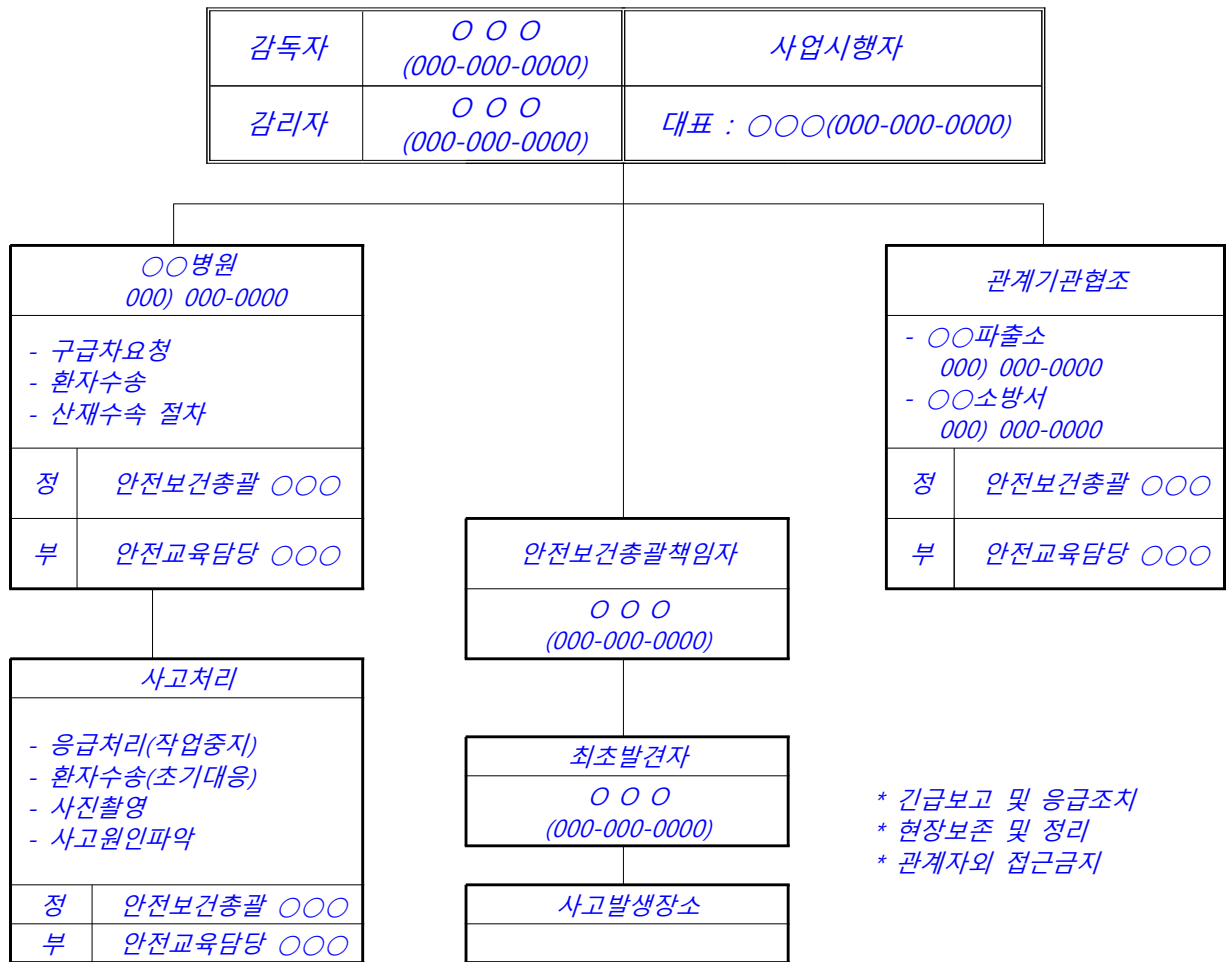 감독자
O O O
(000-000-0000)
사업시행자
감리자
O O O
(000-000-0000)
대표 : ○○○(000-000-0000)
○○병원
000) 000-0000
- 구급차요청
- 환자수송
- 산재수속 절차
정
안전보건총괄 ○○○
부
안전교육담당 ○○○
관계기관협조
- ○○파출소
000) 000-0000
- ○○소방서
000) 000-0000
정
안전보건총괄 ○○○
부
안전교육담당 ○○○
안전보건총괄책임자
O O O
(000-000-0000)
사고처리
- 응급처리(작업중지)
- 환자수송(초기대응)
- 사진촬영
- 사고원인파악
정
안전보건총괄 ○○○
부
안전교육담당 ○○○
최초발견자
O O O
(000-000-0000)
사고발생장소
* 긴급보고 및 응급조치
* 현장보존 및 정리
* 관계자외 접근금지